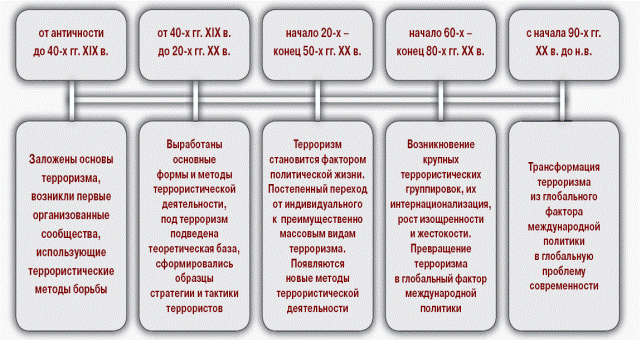 от античности
до 40-х гг. XIX в.
от 40-х гг. XIX в.
до 20-х гг. XX в.
начало 20-х –
конец 50-х гг. XX в.
начало 60-х –
конец 80-х гг. XX в.
с начала 90-х гг.
XX в. до н.в.
Заложены основы
терроризма,
возникли первые
организованные
сообщества,
использующие
террористические
методы борьбы
Выработаны
основные
формы и методы
террористической
деятельности,
под терроризм
подведена
теоретическая база,
сформировались
образцы
стратегии и тактики
террористов
Терроризм
становится фактором
политической жизни.
Постепенный переход
от индивидуального
к преимущественно
массовым видам
терроризма.
Появляются
новые методы
террористической
деятельности
Возникновение
крупных
террористических
группировок, их
интернационализация,
рост изощренности
и жестокости.
Превращение
терроризма
в глобальный фактор
международной
политики
Трансформация
терроризма
из глобального
фактора
международной
политики
в глобальную
проблему
современности